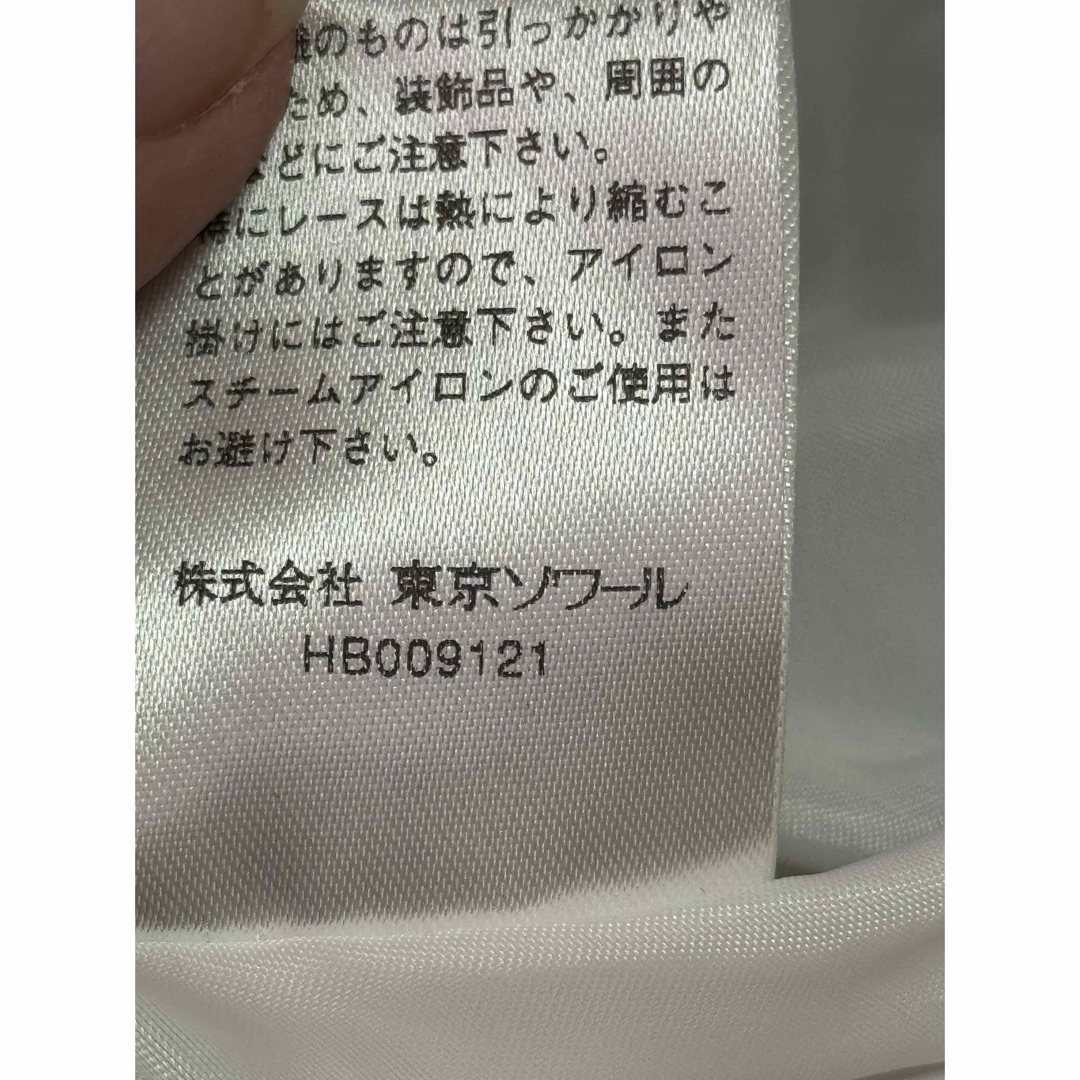 のものは引っかかりや
ため、装飾品や、周囲の
などにご注意下さい。
特にレースは熱により縮むこ
とがありますので、アイロン
掛けにはご注意下さい。また
スチームアイロンのご使用は
お避け下さい。
株式会社 東京ソワール
HB009121